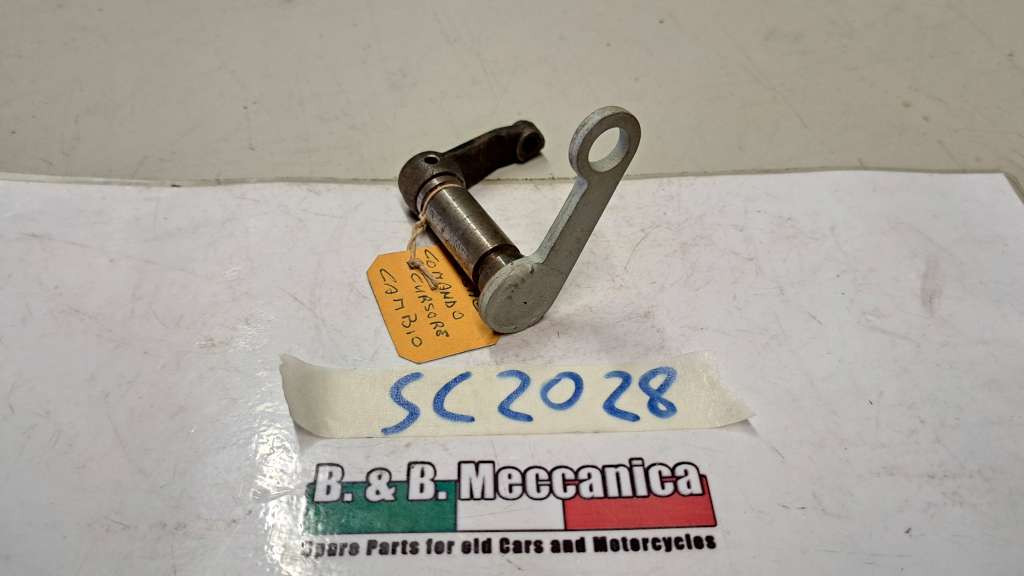 COMANDO
CURSORE
CAMBIO
SC2028
B. & B. Meccanica
Spare Parts for old Cars and Motorcycles